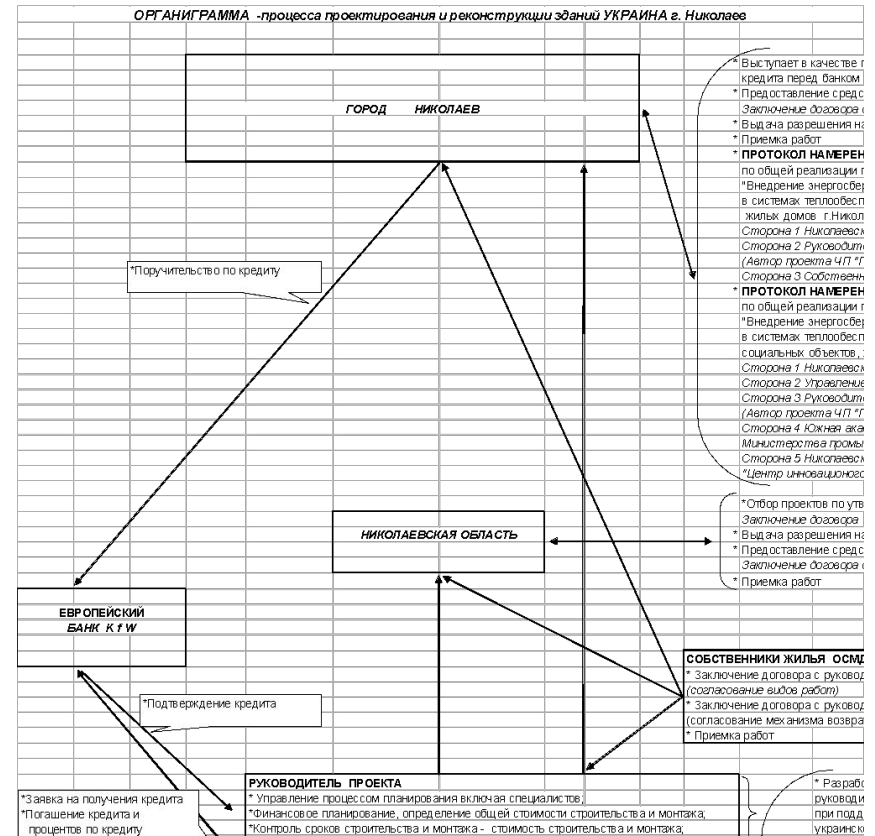 ОРГАНИГРАММА -процесса проектирования и реконструкции зданий УКРАИНА г. Николаев
ГОРОД НИКОЛАЕВ
* Выступает в качестве
кредита перед банком
* Предоставление средс
Заключение договора
* Выдача разрешения на
* Приемка работ
* ПРОТОКОЛ НАМЕРЕН
по общей реализации
"Внедрение энергосбер
в системах теплообесп
жилых домов г.Никол
Сторона 1 Николаевск
Сторона 2 Руководите
(Автор проекта ЧП "П
Сторона 3 Собственн
* ПРОТОКОЛ НАМЕРЕН
по общей реализации
"Внедрение энергосбер
в системах теплообесп
социальных объектов,
Сторона 1 Николаевск
Сторона 2 Управление
Сторона 3 Руководите
(Автор проекта ЧП "П
Сторона 4 Южная ака
Министерства промы
Сторона 5 Николаевск
"Центр инновационого
*Поручительство по кредиту
*Отбор проектов по утв
Заключение договора
* Выдача разрешения на
* Предоставление средс
Заключение договора
* Приемка работ
НИКОЛАЕВСКАЯ ОБЛАСТЬ
ЕВРОПЕЙСКИЙ
БАНК K f W
СОБСТВЕННИКИ ЖИЛЬЯ ОСМД
* Заключение договора с руковод
(согласование видов работ)
* Заключение договора с руковод
(согласование механизма возвра
* Приемка работ
*Подтверждение кредита
РУКОВОДИТЕЛЬ ПРОЕКТА
* Управление процессом планирования включая специалистов;
*Финансовое планирование, определение общей стоимости строительства и монтажа;
*Контроль сроков строительства и монтажа - стоимость строительства и монтажа;
*Заявка на получения кредита
*Погашение кредита и
процентов по кредиту
* Разрабо
руководи
при подд
украинск